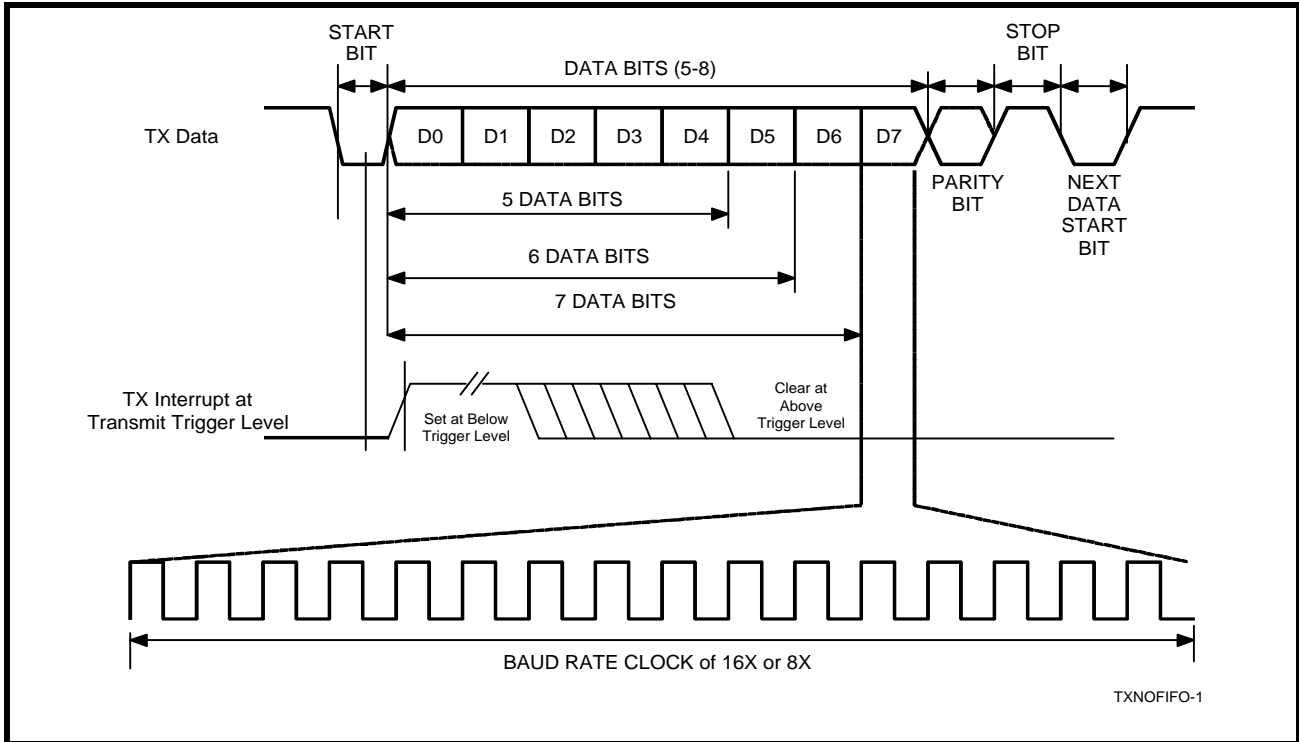 START
BIT
STOP
BIT
DATA BITS (5-8)
TX Data
D0 D1 D2 D3 D4 D5 D6 D7
PARITY
BIT
NEXT
DATA
START
BIT
5 DATA BITS
6 DATA BITS
7 DATA BITS
TX Interrupt at
Transmit Trigger Level
Set at Below
Trigger Level
Clear at
Above
Trigger Level
BAUD RATE CLOCK of 16X or 8X
TXNOFIFO-1